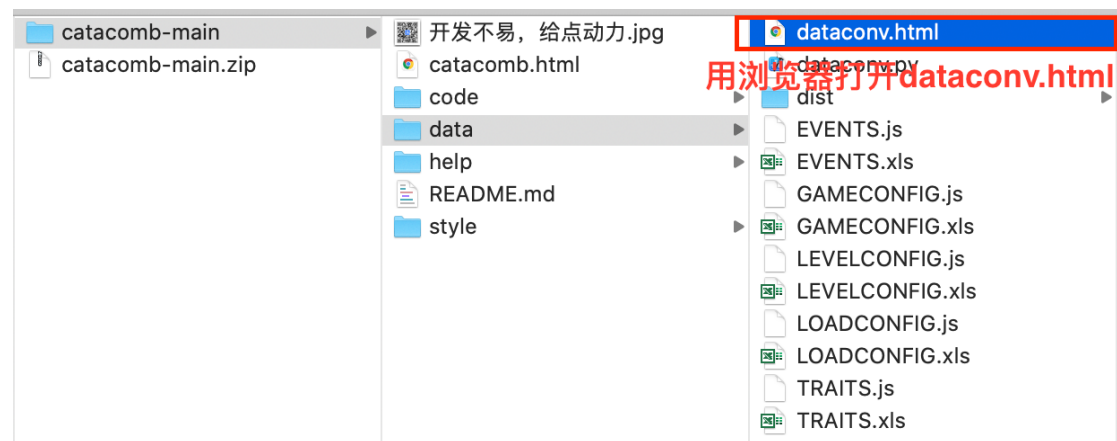 catacomb-main
catacomb-main.zip
开发不易，给点动力.jpg
catacomb.html
code
data
help
README.md
style
dataconv.html
dataconv.py
用浏览器打开dataconv.html
dist
EVENTS.js
EVENTS.xls
GAMECONFIG.js
GAMECONFIG.xls
LEVELCONFIG.js
LEVELCONFIG.xls
LOADCONFIG.js
LOADCONFIG.xls
TRAITS.js
TRAITS.xls